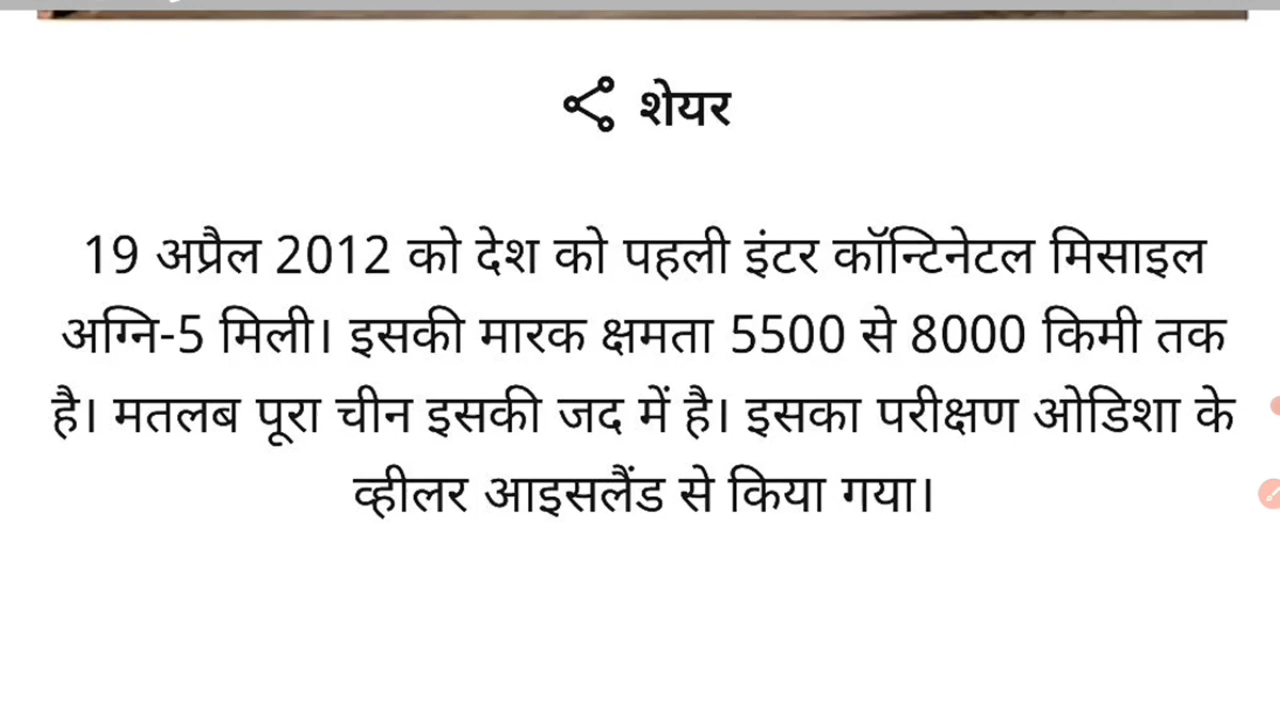 शेयर
19 अप्रैल 2012 को देश को पहली इंटर कॉन्टिनेटल मिसाइल
अग्नि-5 मिली। इसकी मारक क्षमता 5500 से 8000 किमी तक
है। मतलब पूरा चीन इसकी जद में है। इसका परीक्षण ओडिशा के
व्हीलर आइसलैंड से किया गया।